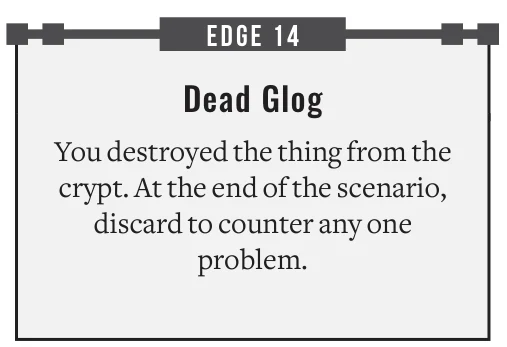 EDGE 14
Dead Glog
You destroyed the thing from the
crypt. At the end of the scenario,
discard to counter any one
problem.